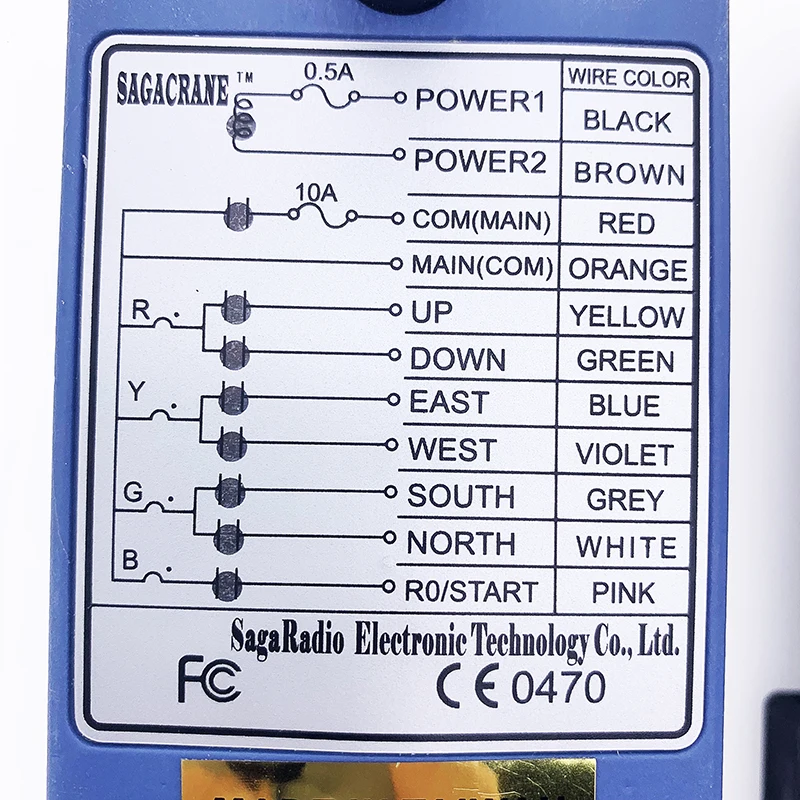 SAGACRANE™ 0.5A WIRE COLOR
POWER1 BLACK
POWER2 BROWN
10A
COM(MAIN) RED
MAIN(COM) ORANGE
R UP YELLOW
DOWN GREEN
Y EAST BLUE
WEST VIOLET
G SOUTH GREY
NORTH WHITE
B R0/START PINK
SagaRadio Electronic Technology Co., Ltd.
FC CE 0470